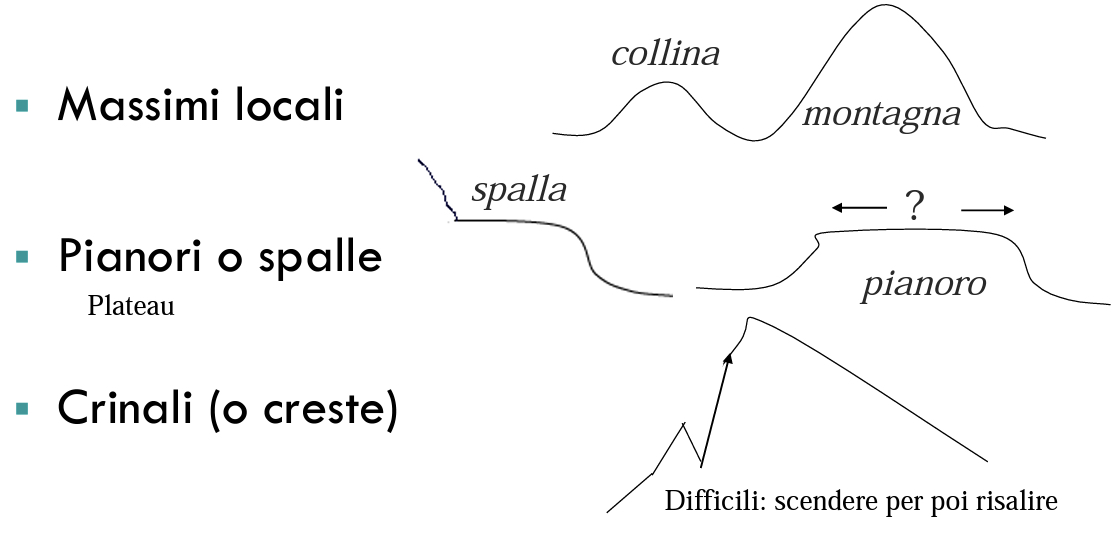 collina
▪ Massimi locali
montagna
spalla
?
▪ Pianori o spalle
pianoro
Plateau
▪ Crinali (o creste)
Difficili: scendere per poi risalire